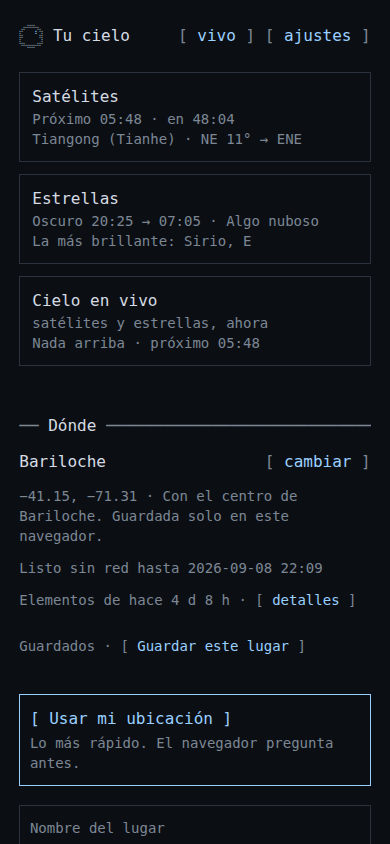 Tu cielo [ vivo ] [ ajustes ]
Satélites
Próximo 05:48 · en 48:04
Tiangong (Tianhe) · NE 11° → ENE
Estrellas
Oscuro 20:25 → 07:05 · Algo nuboso
La más brillante: Sirio, E
Cielo en vivo
satélites y estrellas, ahora
Nada arriba · próximo 05:48
Dónde
Bariloche [ cambiar ]
−41.15, −71.31 · Con el centro de
Bariloche. Guardada solo en este
navegador.
Listo sin red hasta 2026-09-08 22:09
Elementos de hace 4 d 8 h · [ detalles ]
Guardados · [ Guardar este lugar ]
[ Usar mi ubicación ]
Lo más rápido. El navegador pregunta
antes.
Nombre del lugar